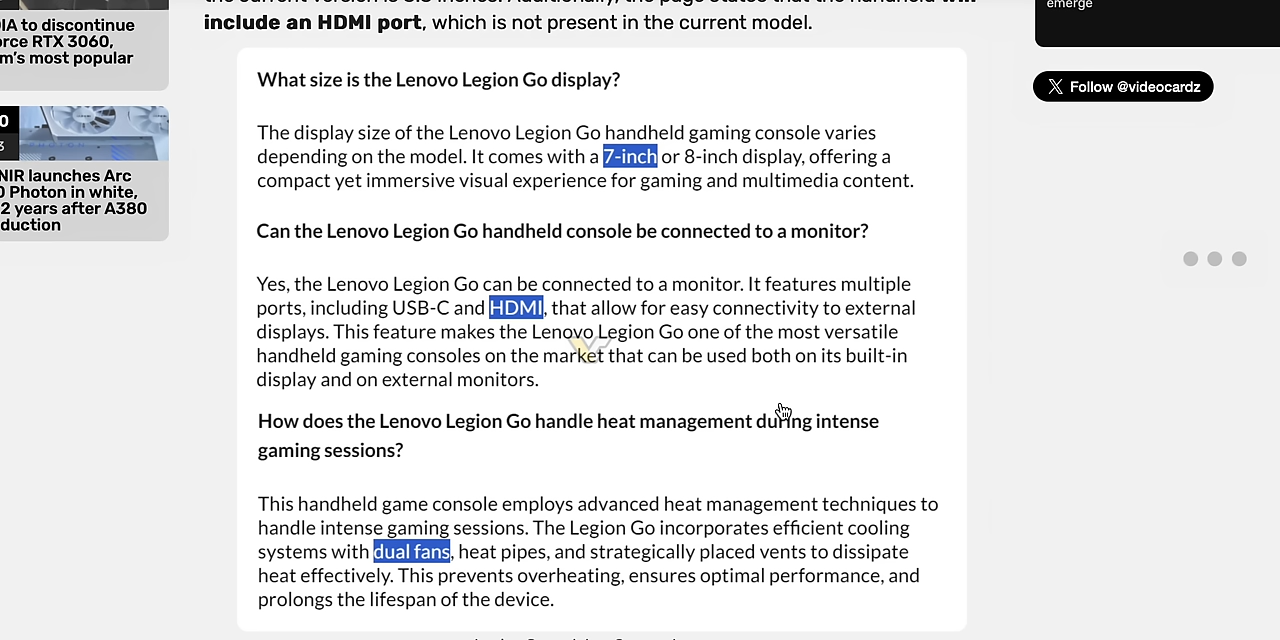 include an HDMI port, which is not present in the current model.
IA to discontinue
orce RTX 3060,
m's most popular
0
3
NIR launches Arc
0 Photon in white,
2 years after A380
duction
What size is the Lenovo Legion Go display?
The display size of the Lenovo Legion Go handheld gaming console varies
depending on the model. It comes with a 7-inch or 8-inch display, offering a
compact yet immersive visual experience for gaming and multimedia content.
Can the Lenovo Legion Go handheld console be connected to a monitor?
Yes, the Lenovo Legion Go can be connected to a monitor. It features multiple
ports, including USB-C and HDMI, that allow for easy connectivity to external
displays. This feature makes the Lenovo Legion Go one of the most versatile
handheld gaming consoles on the market that can be used both on its built-in
display and on external monitors.
How does the Lenovo Legion Go handle heat management during intense
gaming sessions?
This handheld game console employs advanced heat management techniques to
handle intense gaming sessions. The Legion Go incorporates efficient cooling
systems with dual fans, heat pipes, and strategically placed vents to dissipate
heat effectively. This prevents overheating, ensures optimal performance, and
prolongs the lifespan of the device.
emerge
Follow @videocardz